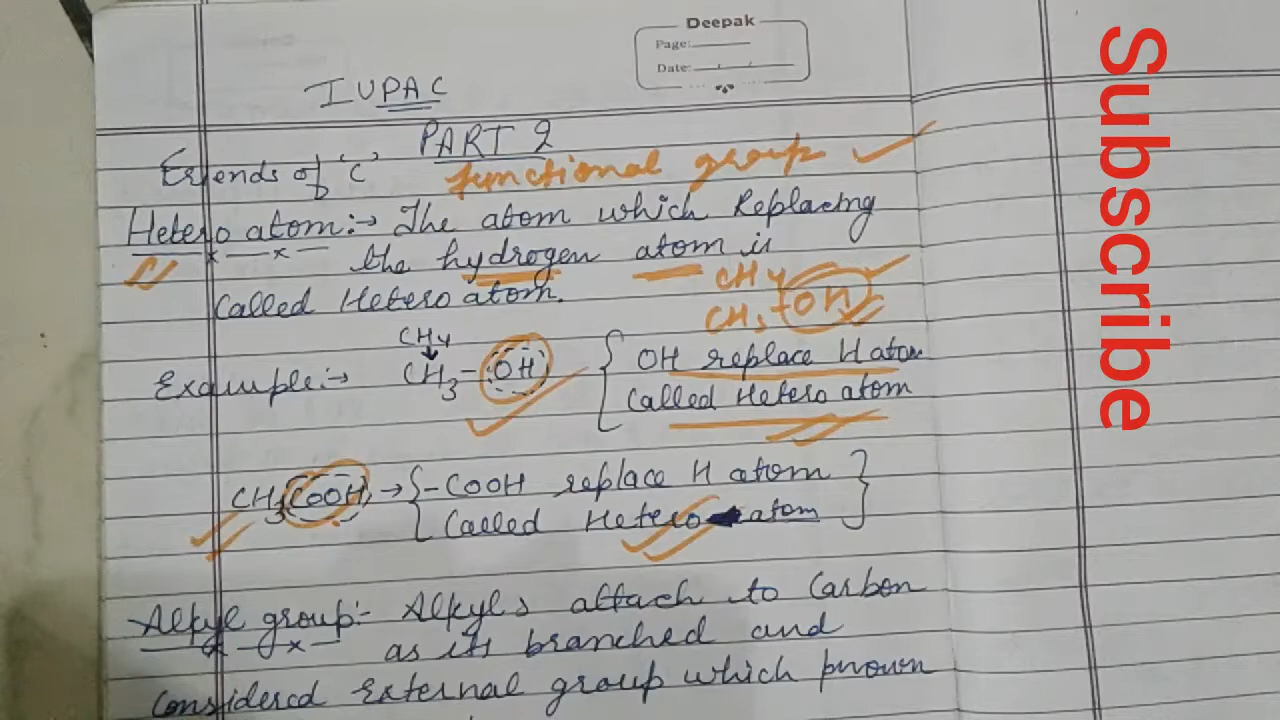 Deepak
Page:
Date:
IUPAC
PART 2
Friends of 'C'
functional group
Hetero atom:→ The atom which Replacing
the hydrogen atom is
Called Hetero atom.
CH4
CH3+OH
CH4
Example:→ CH3-OH { OH replace H atom
Called Hetero atom
CH3COOH → {-COOH replace H atom }
Called Hetero atom
Alkyl group:- Alkyls attach to Carbon
as its branched and
Considered External group which
Subscribe